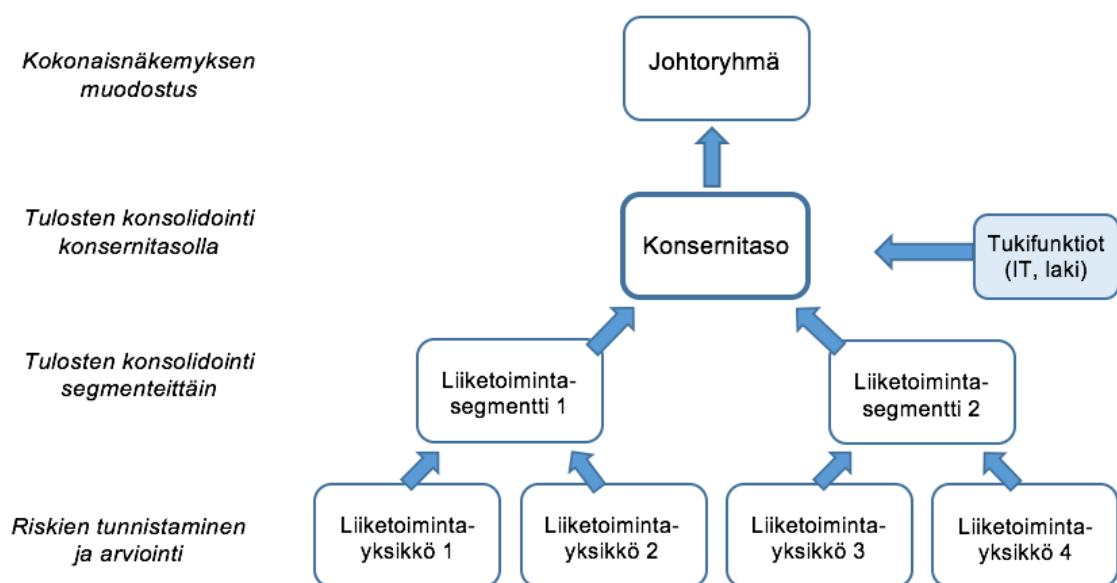 Kokonaisnäkemyksen
muodostus
Johtoryhmä
Tulosten konsolidointi
konsernitasolla
Konsernitaso
Tukifunktiot
(IT, laki)
Tulosten konsolidointi
segmenteittäin
Liiketoiminta-
segmentti 1
Liiketoiminta-
segmentti 2
Riskien tunnistaminen
ja arviointi
Liiketoiminta-
yksikkö 1
Liiketoiminta-
yksikkö 2
Liiketoiminta-
yksikkö 3
Liiketoiminta-
yksikkö 4